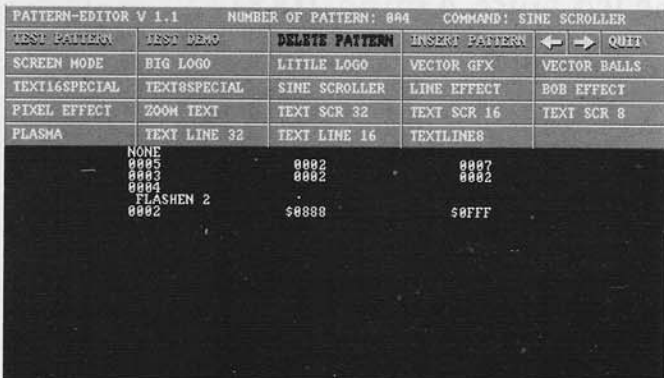 PATTERN-EDITOR V 1.1 NUMBER OF PATTERN: 0A4 COMMAND: SINE SCROLLER
TEST PATTERN TEST DEMO DELETE PATTERN INSERT PATTERN QUIT
SCREEN MODE BIG LOGO LITTLE LOGO VECTOR GFX VECTOR BALLS
TEXT16SPECIAL TEXT8SPECIAL SINE SCROLLER LINE EFFECT BOB EFFECT
PIXEL EFFECT ZOOM TEXT TEXT SCR 32 TEXT SCR 16 TEXT SCR 8
PLASMA TEXT LINE 32 TEXT LINE 16 TEXTLINE8
NONE
0005 0002 0007
0003 0002 0002
0004
FLASHEN 2
0002 $0888 $0FFF